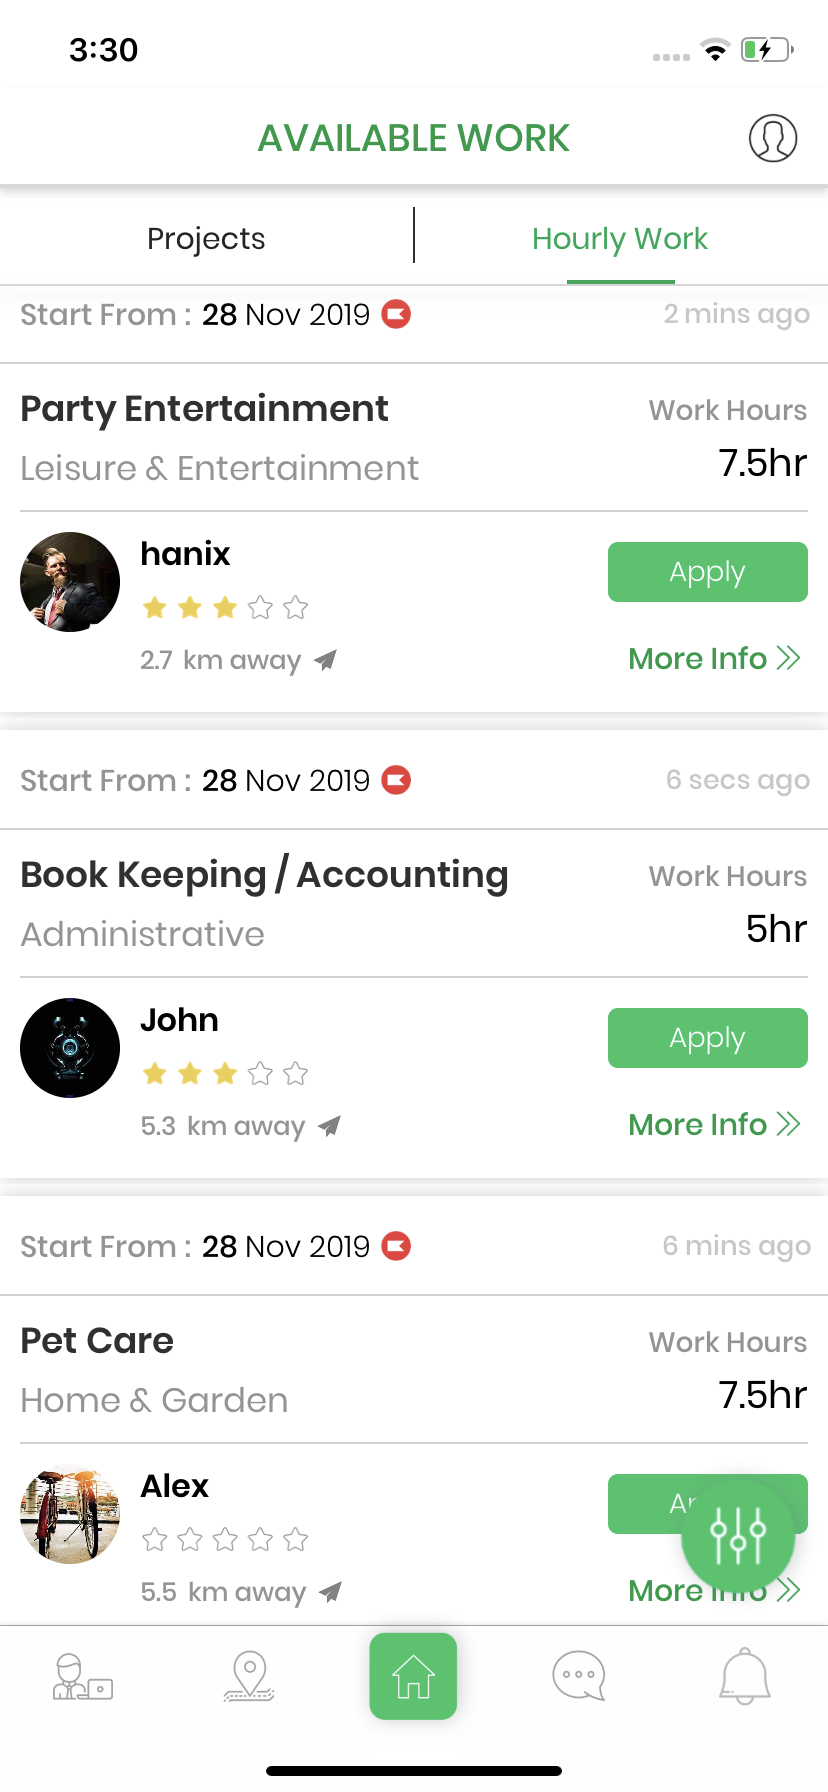 3:30
AVAILABLE WORK
Projects
Hourly Work
Start From : 28 Nov 2019
2 mins ago
Party Entertainment
Work Hours
Leisure & Entertainment
7.5hr
hanix
Apply
2.7 km away
More Info
Start From : 28 Nov 2019
6 secs ago
Book Keeping / Accounting
Work Hours
Administrative
5hr
John
Apply
5.3 km away
More Info
Start From : 28 Nov 2019
6 mins ago
Pet Care
Work Hours
Home & Garden
7.5hr
Alex
5.5 km away
More Info